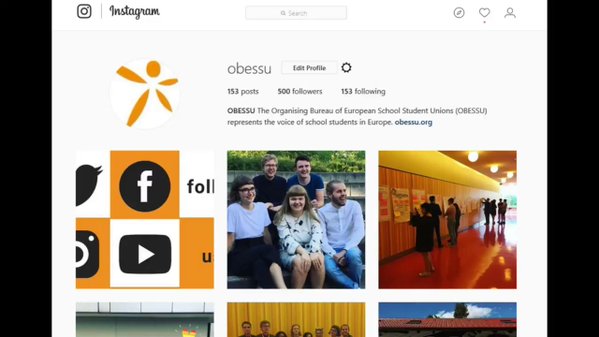 Instagram
Search
obessu
Edit Profile
153 posts
500 followers
153 following
OBESSU The Organising Bureau of European School Student Unions (OBESSU)
represents the voice of school students in Europe. obessu.org
foll
u